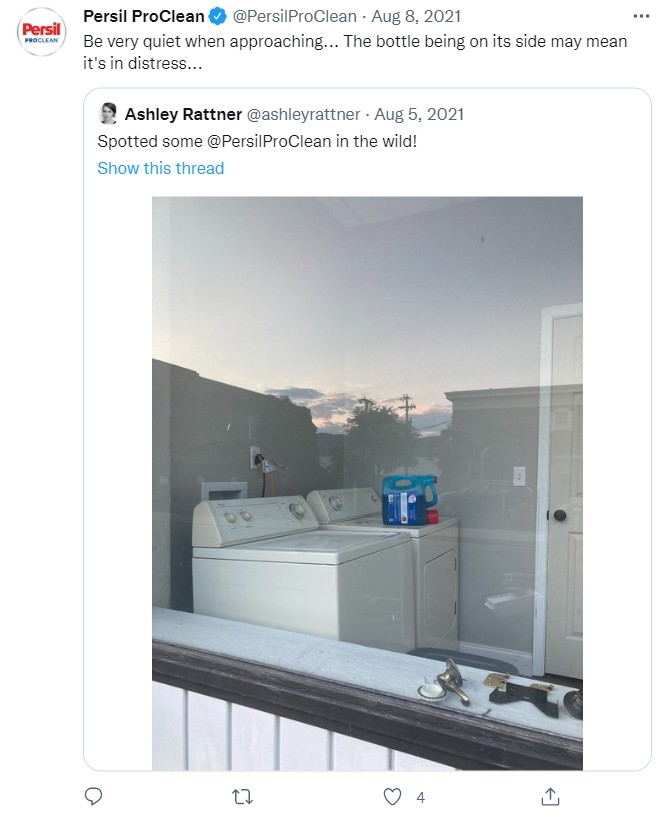 Persil ProClean @PersilProClean · Aug 8, 2021
Be very quiet when approaching... The bottle being on its side may mean
it's in distress...
Persil
PROCLEAN
Ashley Rattner @ashleyrattner · Aug 5, 2021
Spotted some @PersilProClean in the wild!
Show this thread
4